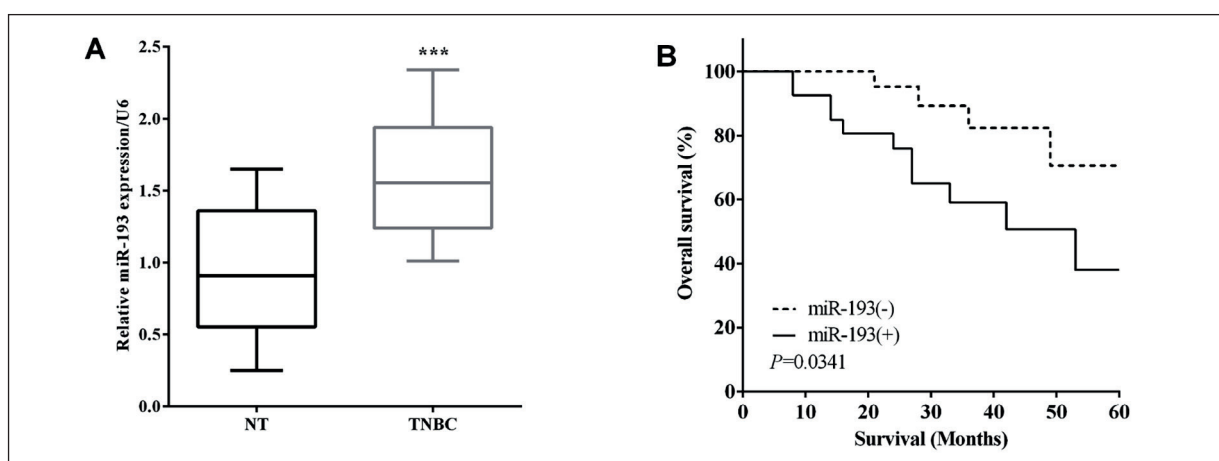 A
Relative miR-193 expression/U6
2.5
2.0
1.5
1.0
0.5
0.0
***
NT
TNBC
B
Overall survival (%)
100
80
60
40
20
0
miR-193(-)
miR-193(+)
P=0.0341
0 10 20 30 40 50 60
Survival (Months)